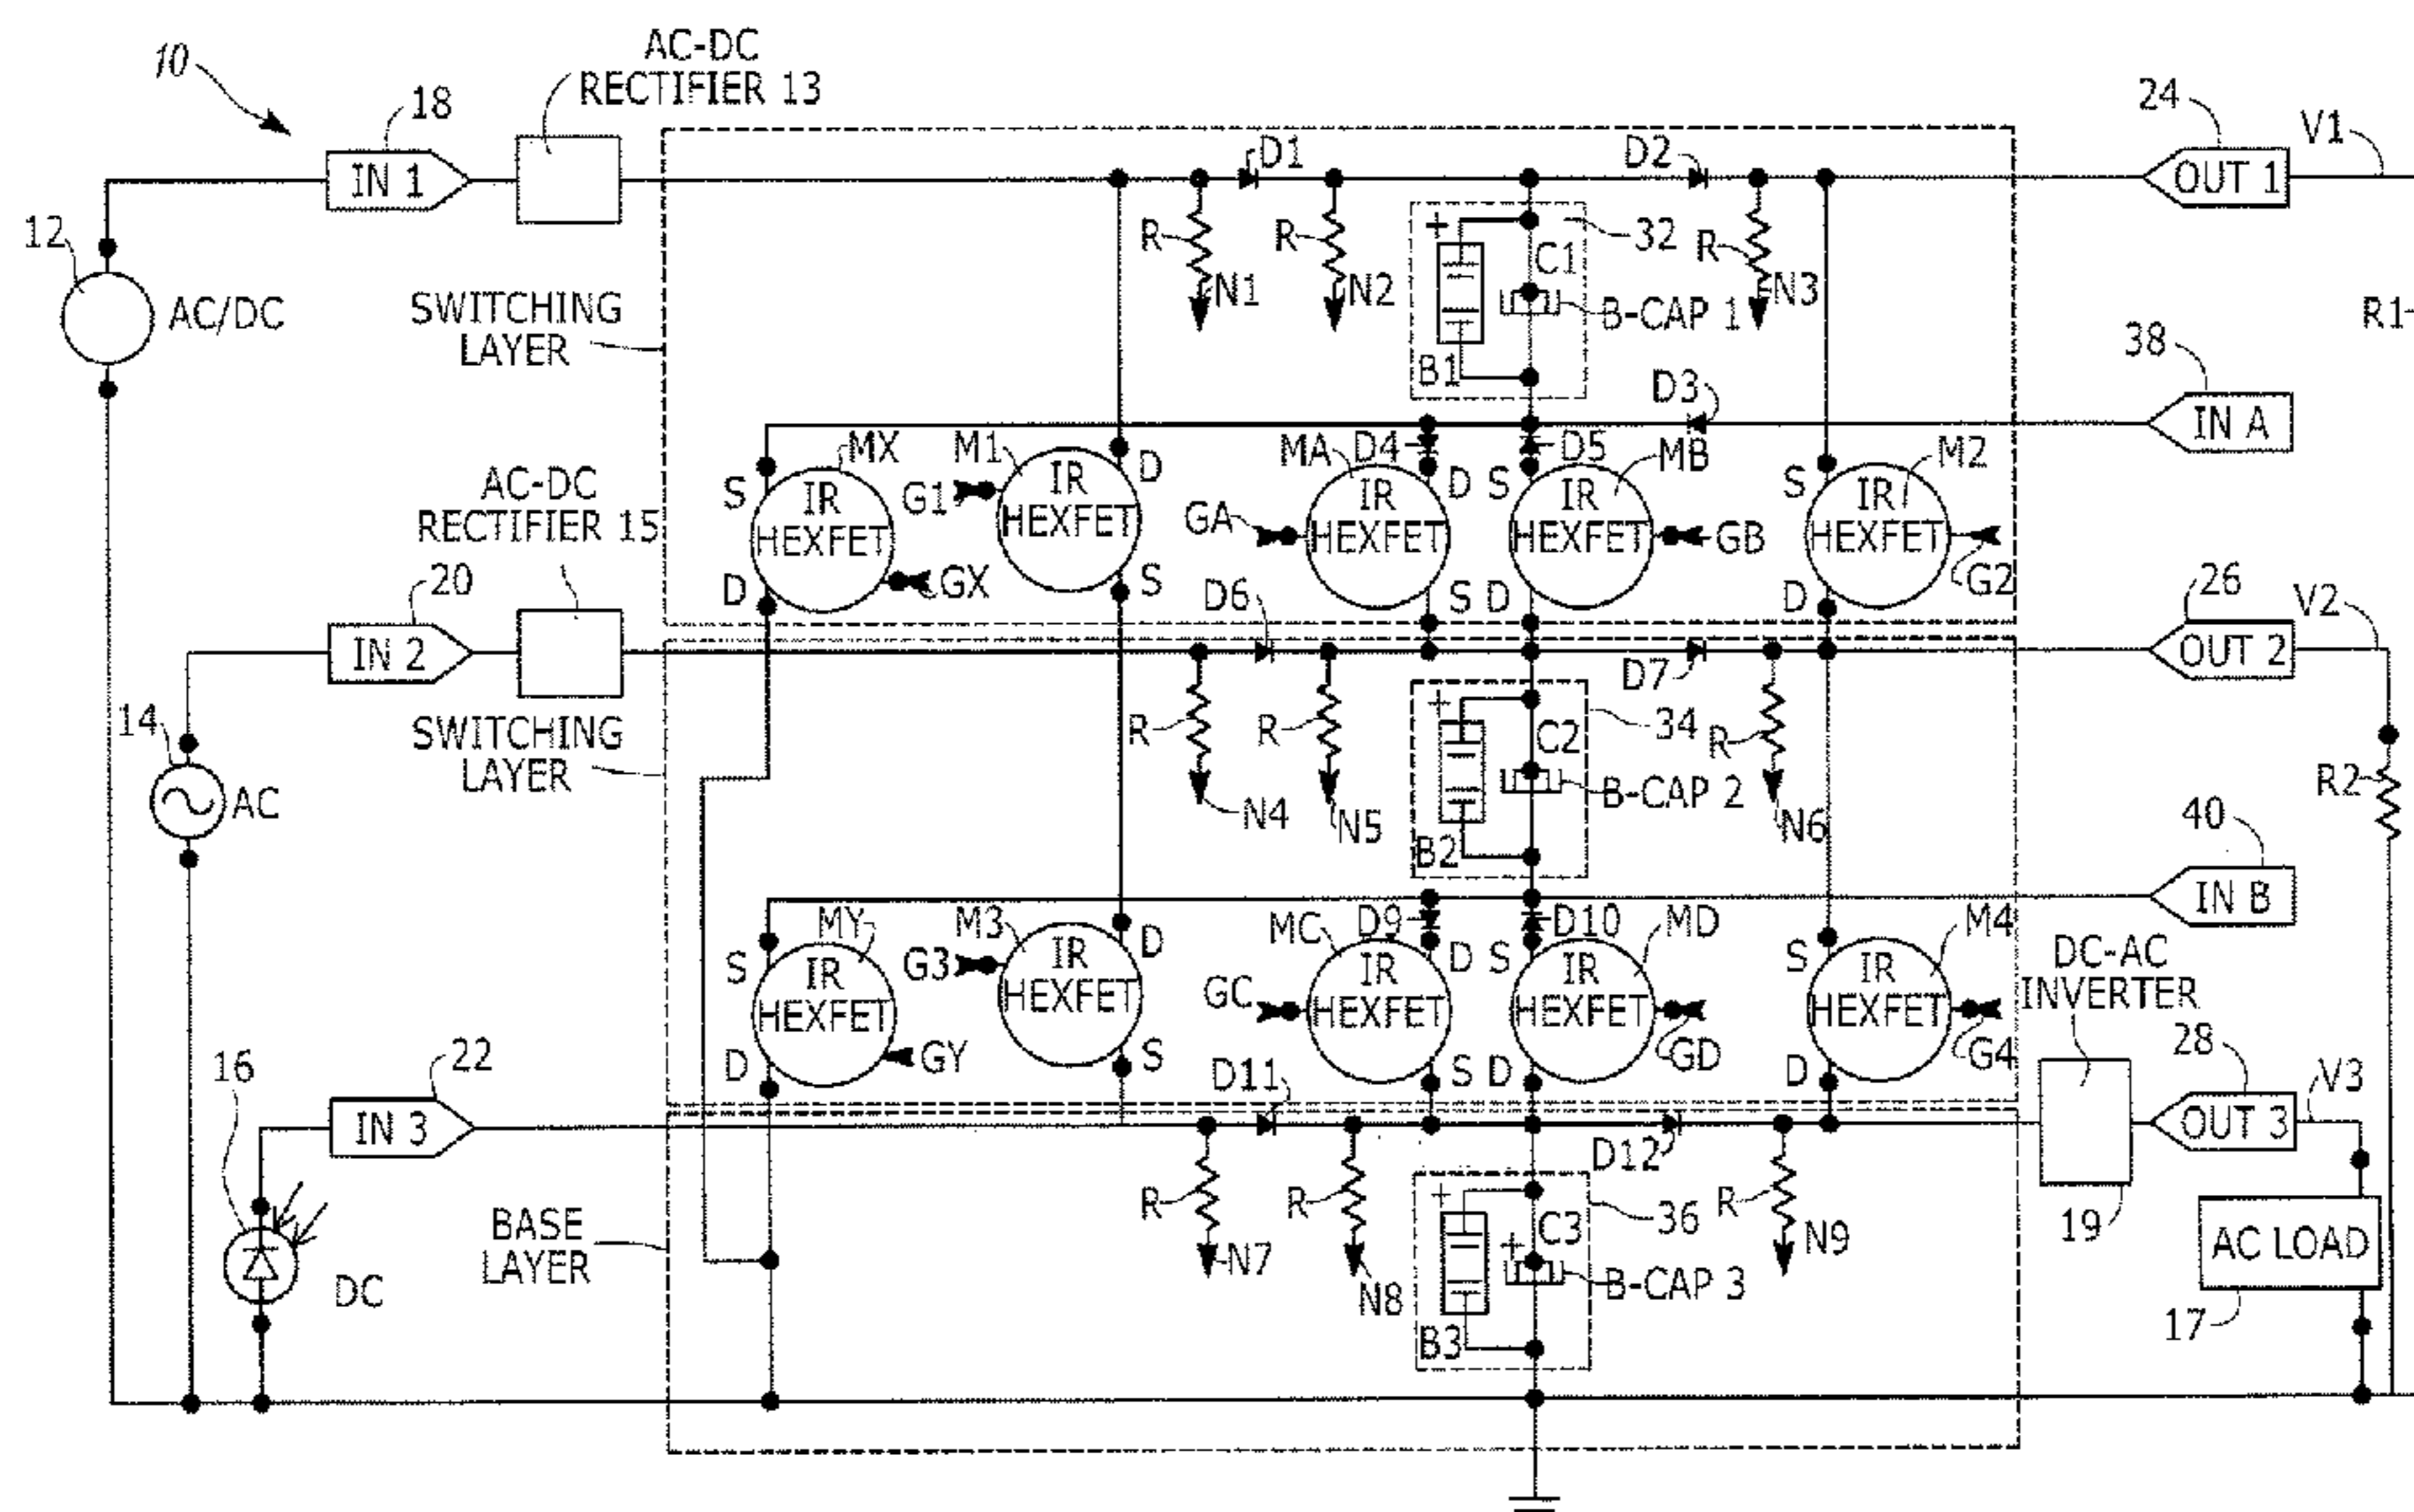 10
AC-DC
RECTIFIER 13
18
IN 1
12
AC/DC
SWITCHING
LAYER
D1
D2
24
OUT 1
V1
R
R
R
N1
N2
N3
+
32
C1
B-CAP 1
B1
R1
38
IN A
D3
MX
M1
D4
D5
MA
MB
M2
S
D
D
S
S
G1
IR
HEXFET
IR
HEXFET
GA
IR
HEXFET
IR
HEXFET
GB
IR
HEXFET
G2
GX
D
S
S
D
D
AC-DC
RECTIFIER 15
20
IN 2
D6
D7
26
OUT 2
V2
14
AC
SWITCHING
LAYER
R
R
R
N4
N5
N6
+
34
C2
B-CAP 2
B2
R2
40
IN B
MY
M3
D9
D10
MC
MD
M4
S
D
D
S
S
G3
IR
HEXFET
IR
HEXFET
GC
IR
HEXFET
IR
HEXFET
GD
IR
HEXFET
G4
GY
D
S
S
D
D
DC-AC
INVERTER
16
22
IN 3
D11
D12
28
OUT 3
V3
19
DC
BASE
LAYER
R
R
R
N7
N8
N9
+
36
C3
+
B-CAP 3
B3
AC LOAD
17